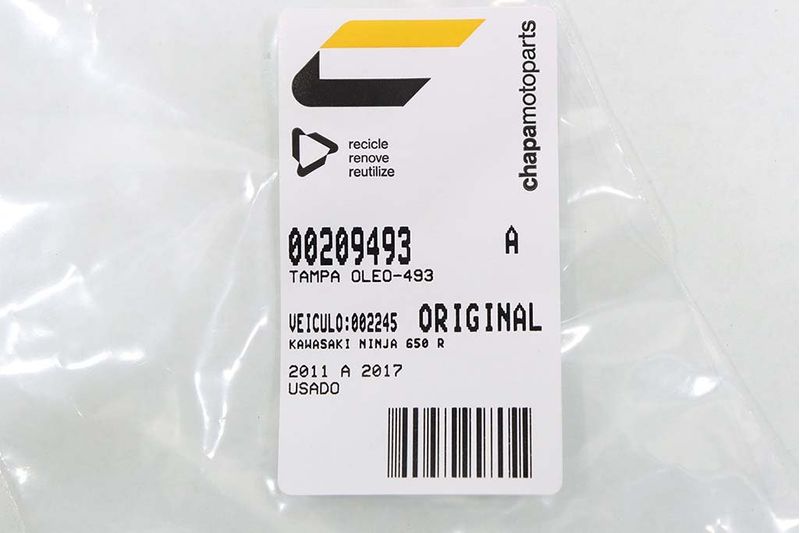 chapamotoparts
recicle
renove
reutilize
00209493 A
TAMPA OLEO-493
VEICULO:002245 ORIGINAL
KAWASAKI NINJA 650 R
2011 A 2017
USADO